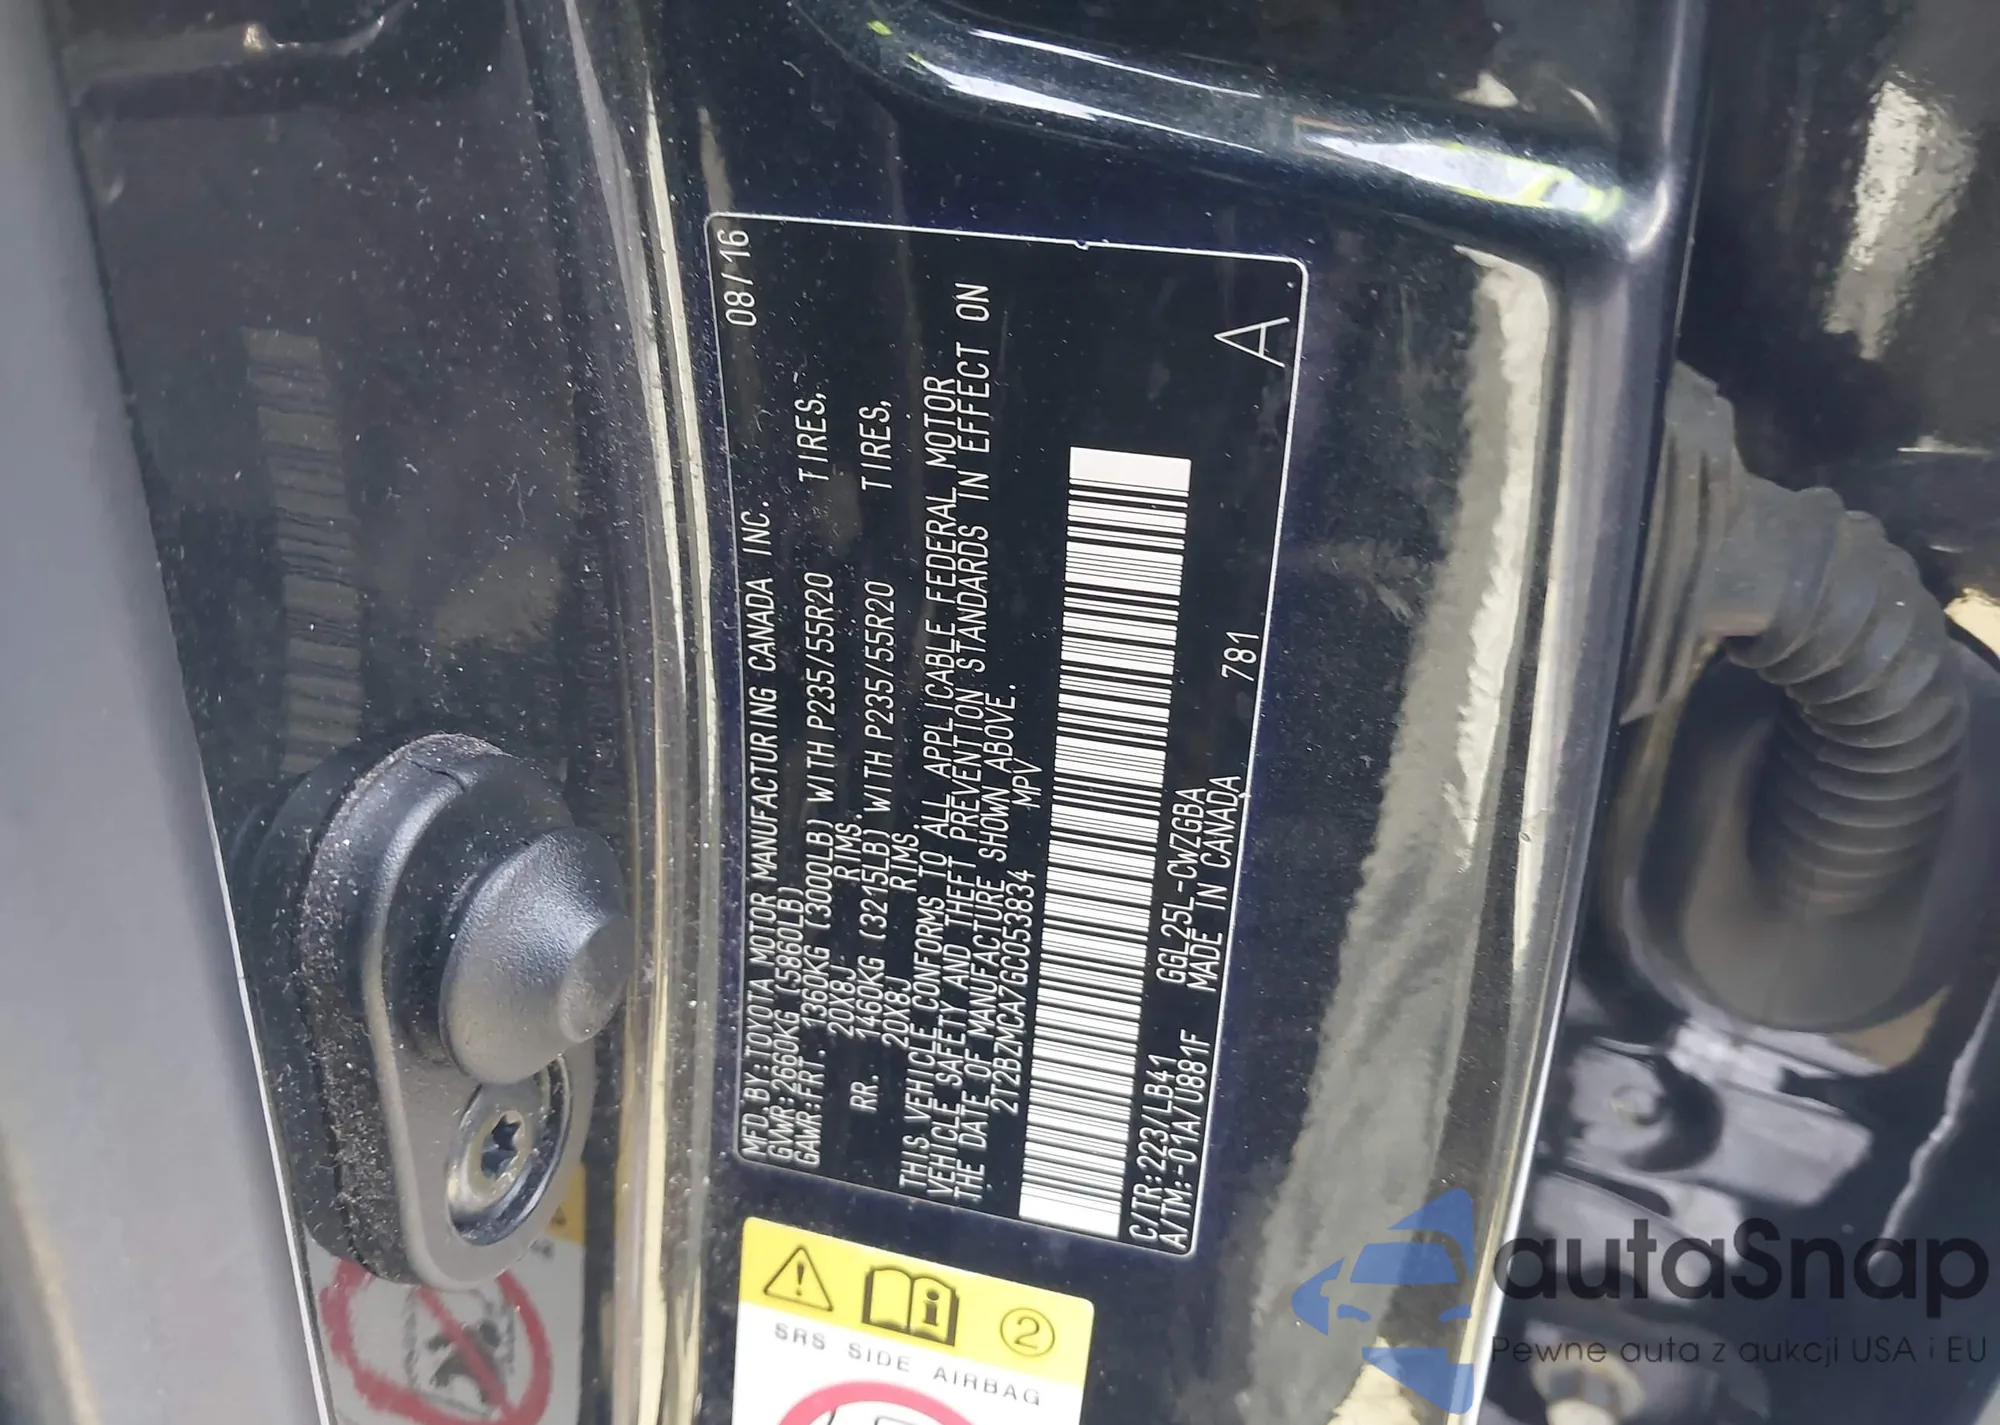 08/16
MFD.BY:TOYOTA MOTOR MANUFACTURING CANADA INC.
GVWR:2660KG (5860LB)
GAWR:FRT. 1360KG (3000LB) WITH P235/55R20 TIRES,
20X8J RIMS.
RR. 1460KG (3215LB) WITH P235/55R20 TIRES,
20X8J RIMS.
THIS VEHICLE CONFORMS TO ALL APPLICABLE FEDERAL MOTOR
VEHICLE SAFETY AND THEFT PREVENTION STANDARDS IN EFFECT ON
THE DATE OF MANUFACTURE SHOWN ABOVE.
2T2BZMCA7GC053834 MPV
C/TR:223/LB41 GGL25L-CWZGBA
A/TM:-01A/U881F MADE IN CANADA 781
A
2
SRS SIDE AIRBAG
autaSnap
Pewne auta z aukcji USA i EU